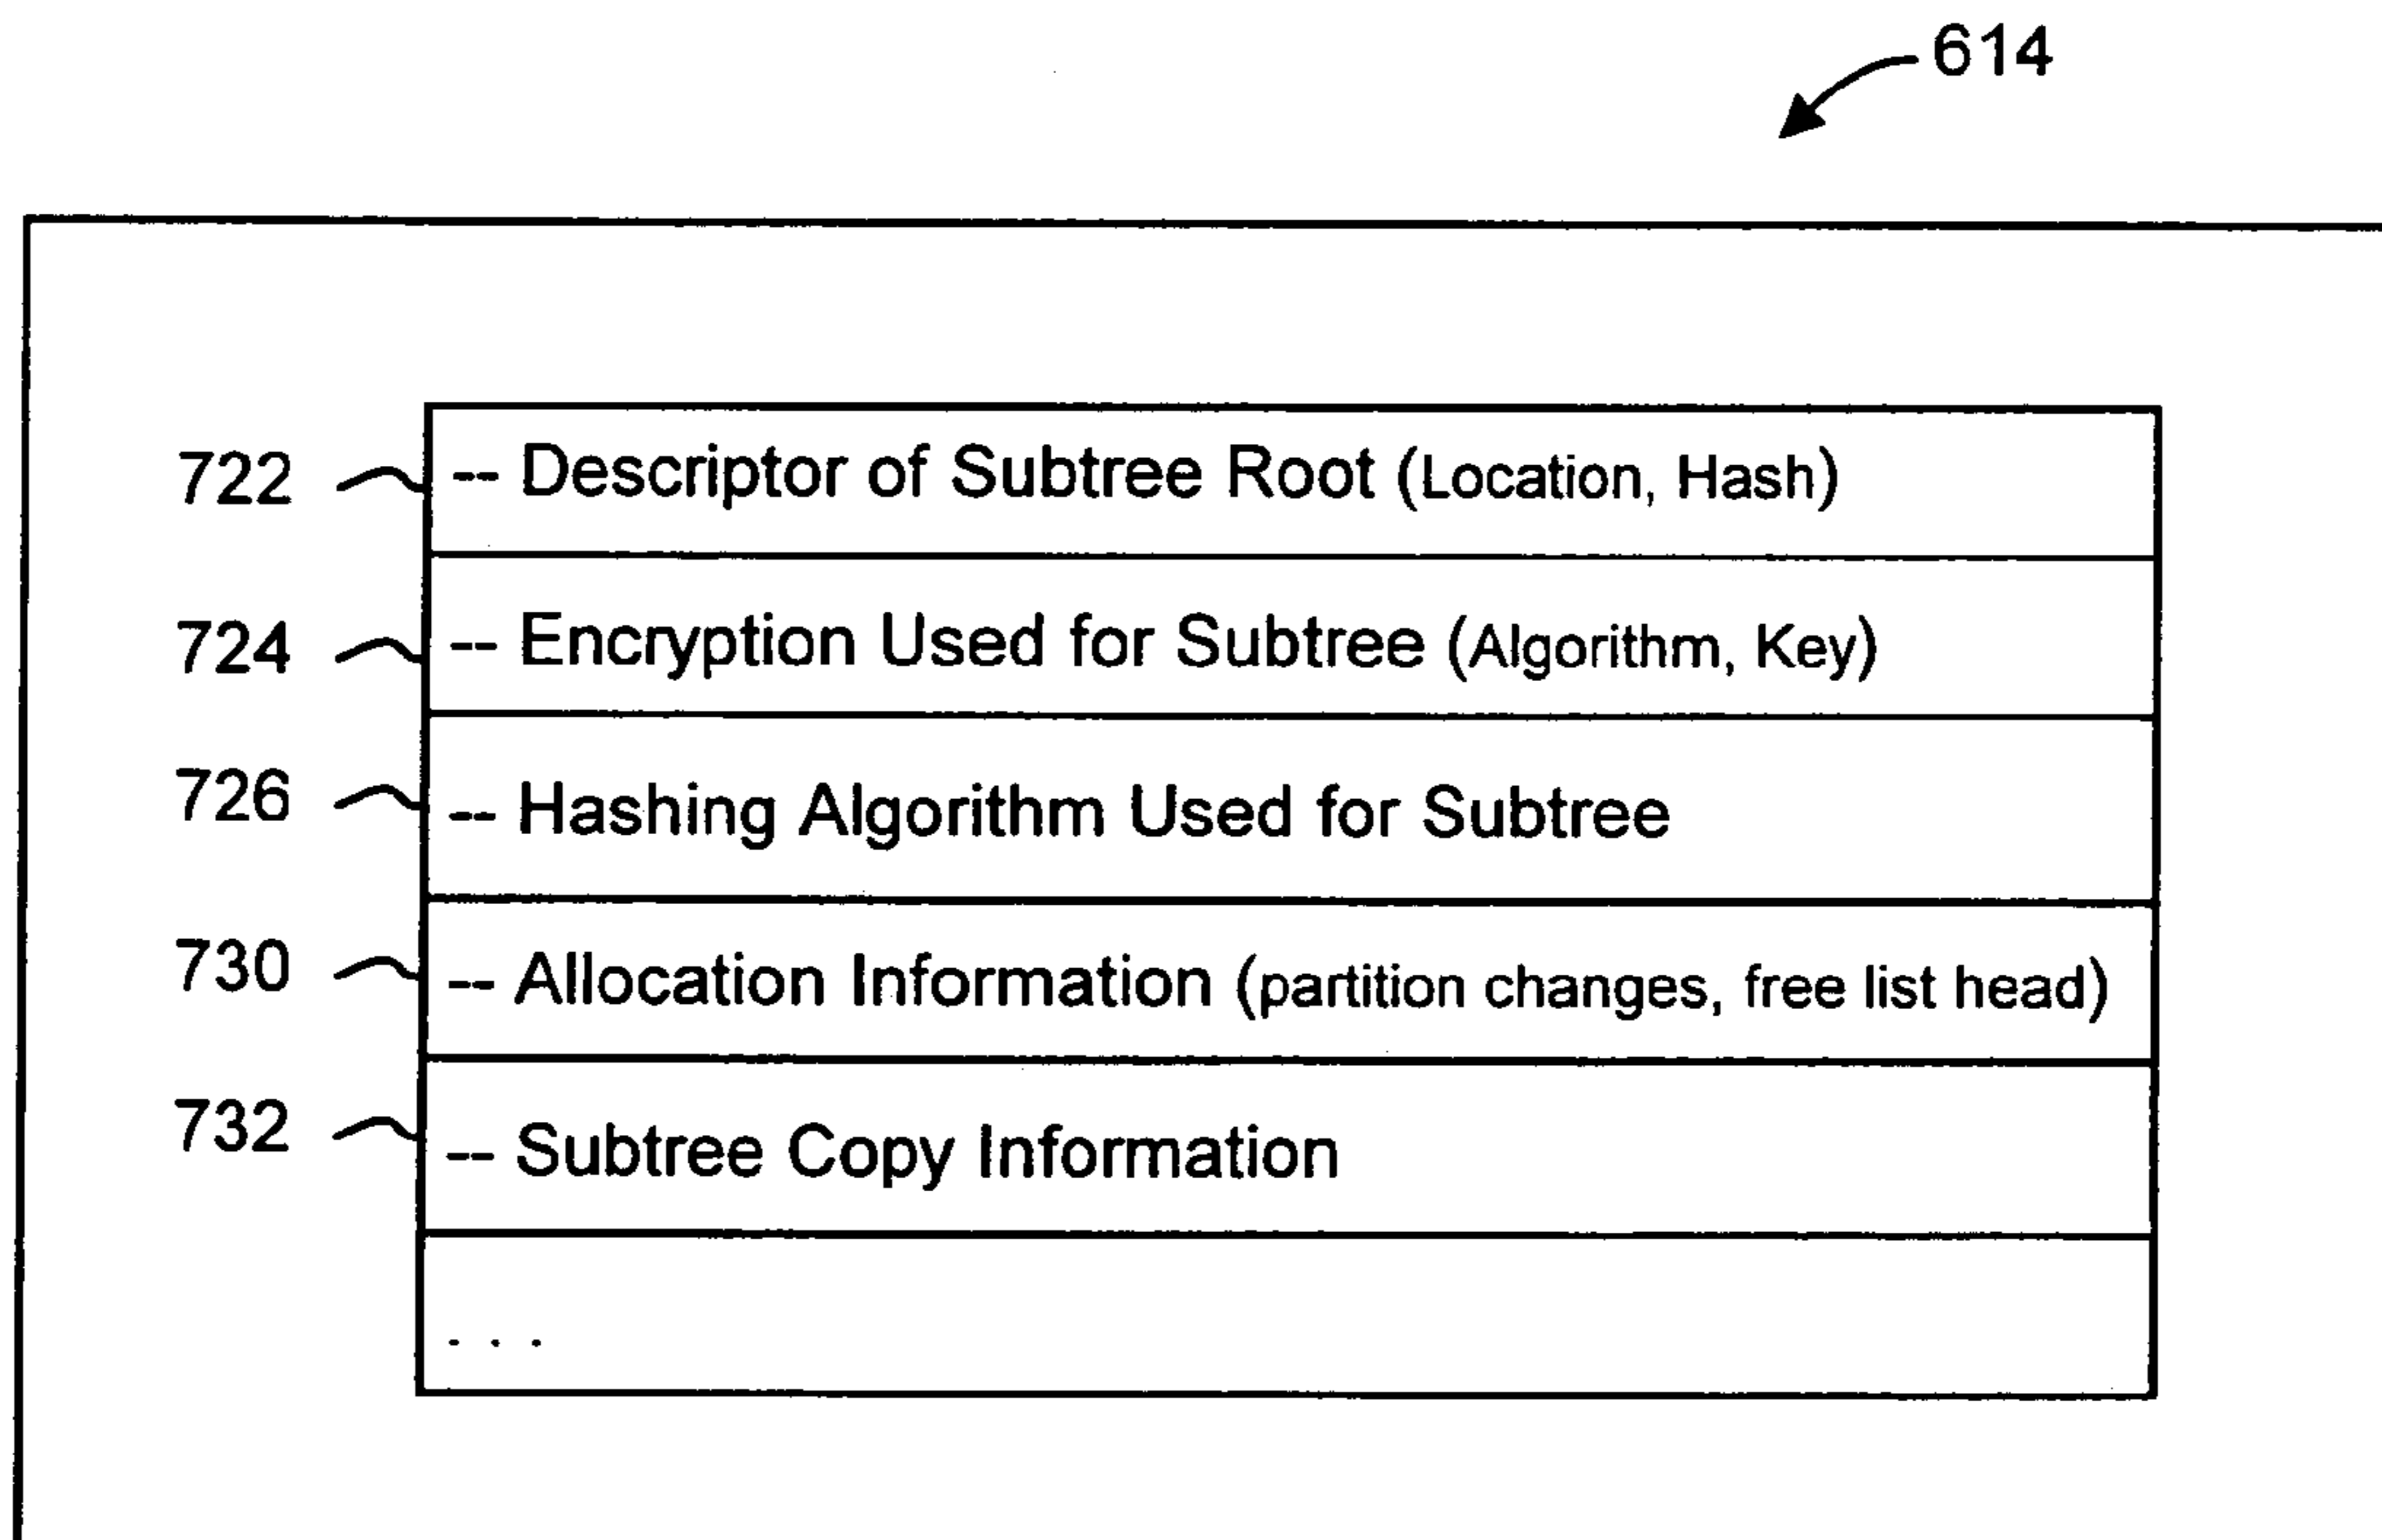 614
722 -- Descriptor of Subtree Root (Location, Hash)
724 -- Encryption Used for Subtree (Algorithm, Key)
726 -- Hashing Algorithm Used for Subtree
730 -- Allocation Information (partition changes, free list head)
732 -- Subtree Copy Information
. . .